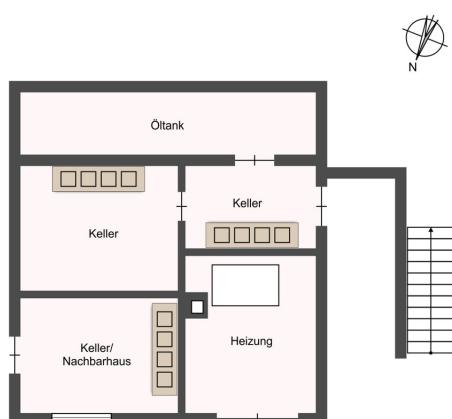 N
Öltank
Keller
Keller
Keller/
Nachbarhaus
Heizung